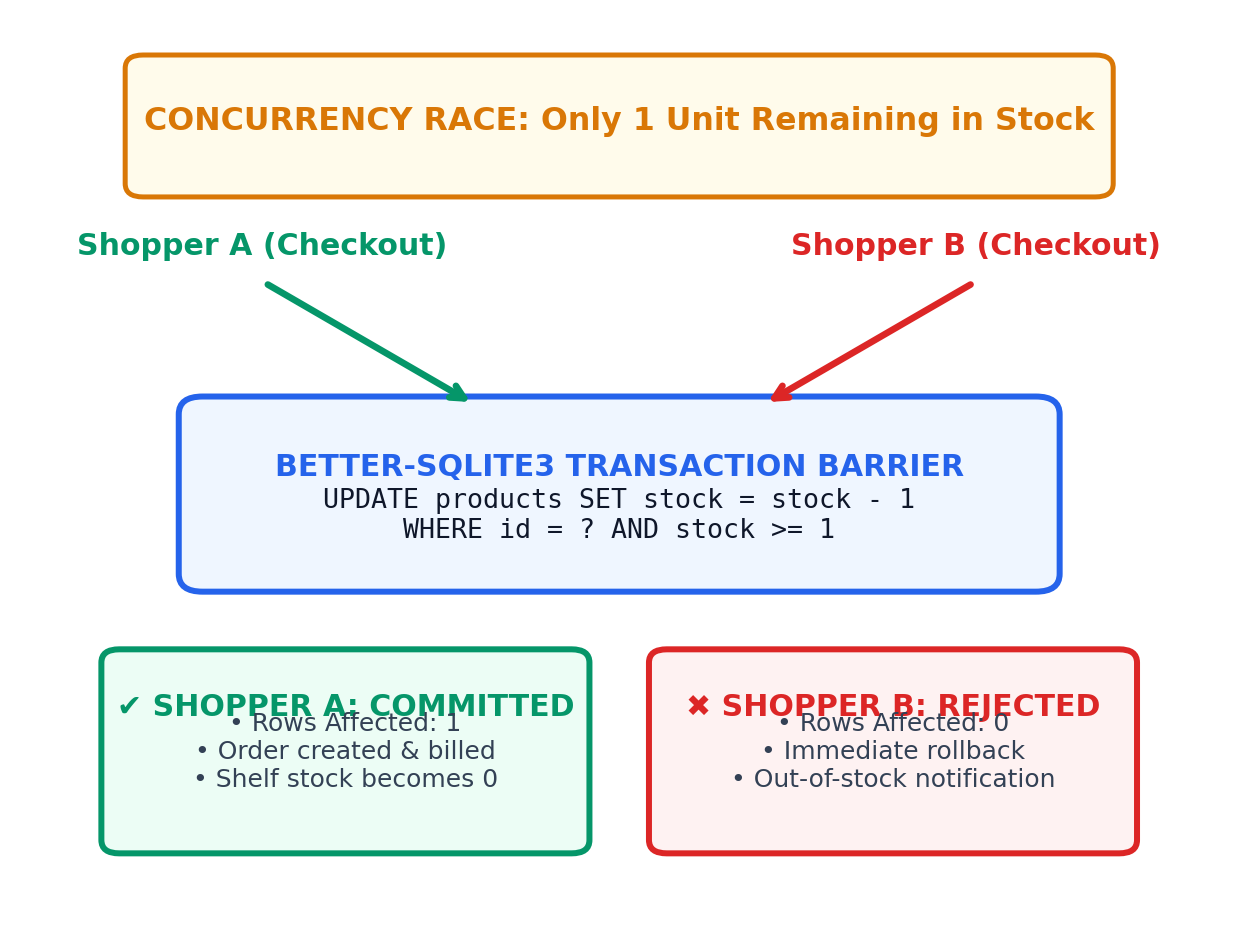 CONCURRENCY RACE: Only 1 Unit Remaining in Stock
Shopper A (Checkout)
Shopper B (Checkout)
BETTER-SQLITE3 TRANSACTION BARRIER
UPDATE products SET stock = stock - 1
WHERE id = ? AND stock >= 1
✔ SHOPPER A: COMMITTED
• Rows Affected: 1
• Order created & billed
• Shelf stock becomes 0
✖ SHOPPER B: REJECTED
• Rows Affected: 0
• Immediate rollback
• Out-of-stock notification